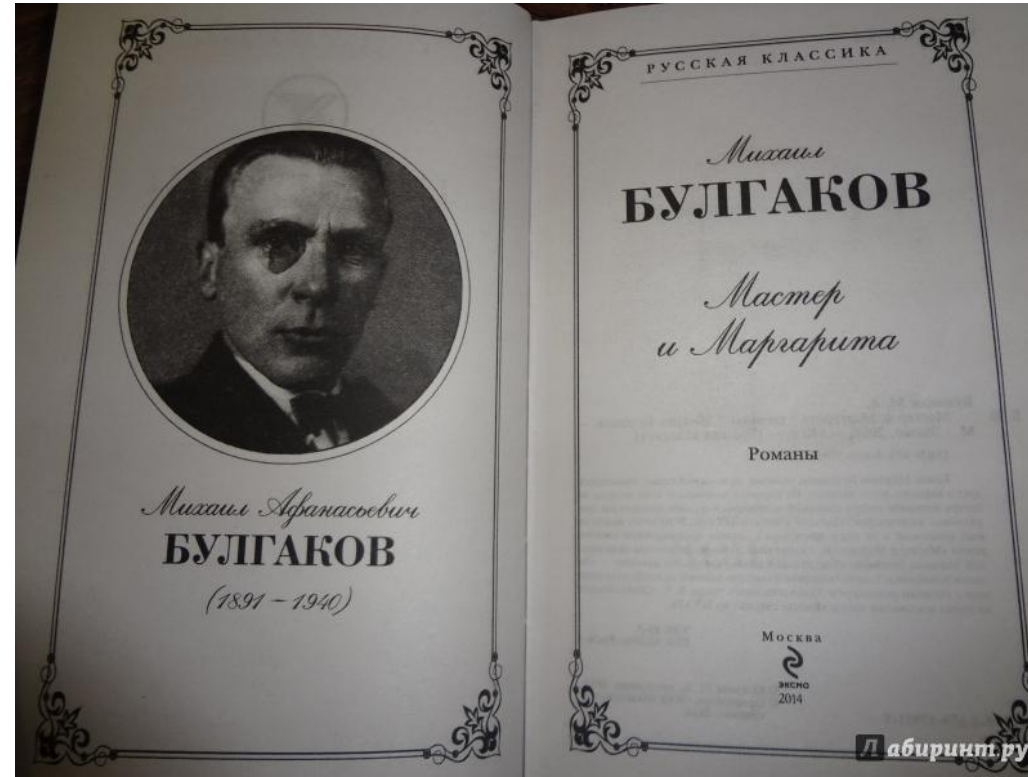 Михаил Афанасьевич
БУЛГАКОВ
(1891 – 1940)
РУССКАЯ КЛАССИКА
Михаил
БУЛГАКОВ
Мастер
и Маргарита
Романы
Москва
ЭКСМО
2014
Лабиринт.ру